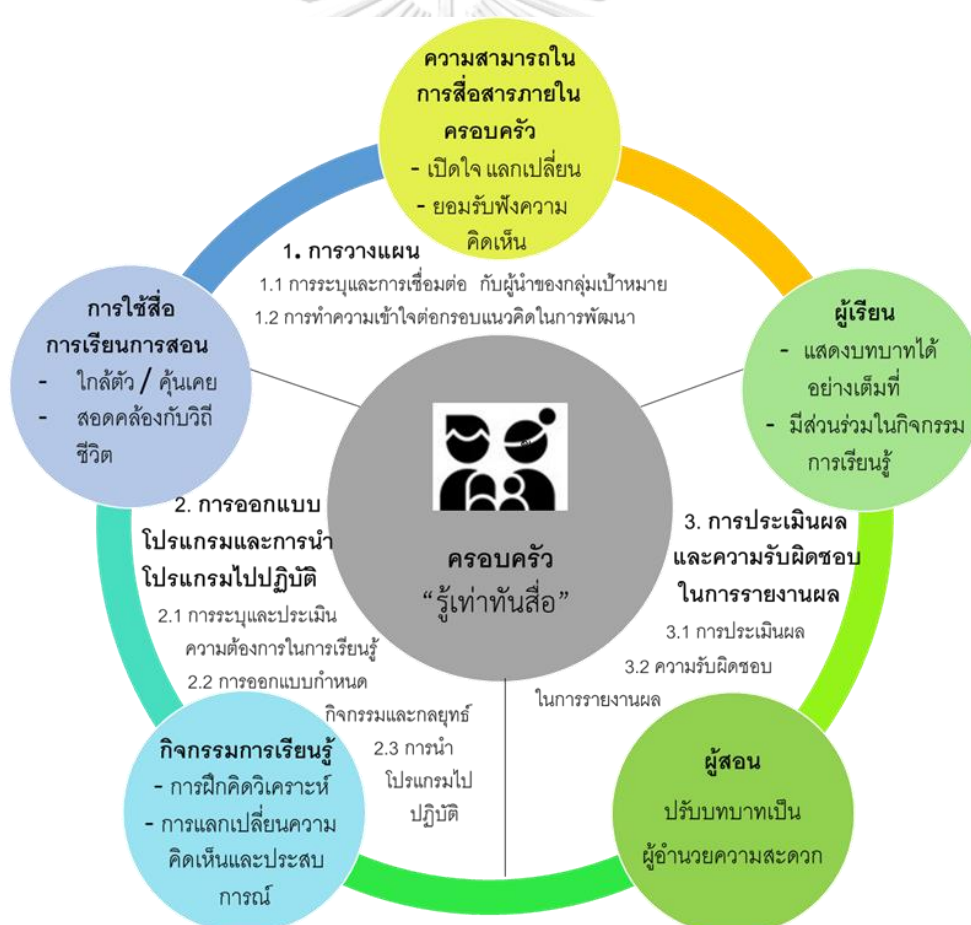 ความสามารถใน
การสื่อสารภายใน
ครอบครัว
- เปิดใจ แลกเปลี่ยน
- ยอมรับฟังความ
คิดเห็น
1. การวางแผน
1.1 การระบุและการเชื่อมต่อ กับผู้นำของกลุ่มเป้าหมาย
1.2 การทำความเข้าใจต่อกรอบแนวคิดในการพัฒนา
การใช้สื่อ
การเรียนการสอน
- ใกล้ตัว / คุ้นเคย
- สอดคล้องกับวิถี
ชีวิต
ผู้เรียน
- แสดงบทบาทได้
อย่างเต็มที่
- มีส่วนร่วมในกิจกรรม
การเรียนรู้
ครอบครัว
“รู้เท่าทันสื่อ”
2. การออกแบบ
โปรแกรมและการนำ
โปรแกรมไปปฏิบัติ
2.1 การระบุและประเมิน
ความต้องการในการเรียนรู้
2.2 การออกแบบกำหนด
กิจกรรมและกลยุทธ์
2.3 การนำ
โปรแกรมไป
ปฏิบัติ
3. การประเมินผล
และความรับผิดชอบ
ในการรายงานผล
3.1 การประเมินผล
3.2 ความรับผิดชอบ
ในการรายงานผล
กิจกรรมการเรียนรู้
- การฝึกคิดวิเคราะห์
- การแลกเปลี่ยนความ
คิดเห็นและประสบ
การณ์
ผู้สอน
ปรับบทบาทเป็น
ผู้อำนวยความสะดวก